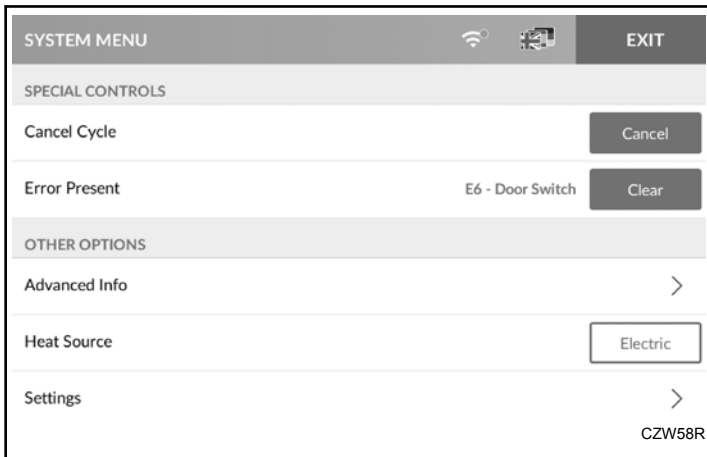 SYSTEM MENU EXIT
SPECIAL CONTROLS
Cancel Cycle Cancel
Error Present E6 - Door Switch Clear
OTHER OPTIONS
Advanced Info
Heat Source Electric
Settings
CZW58R